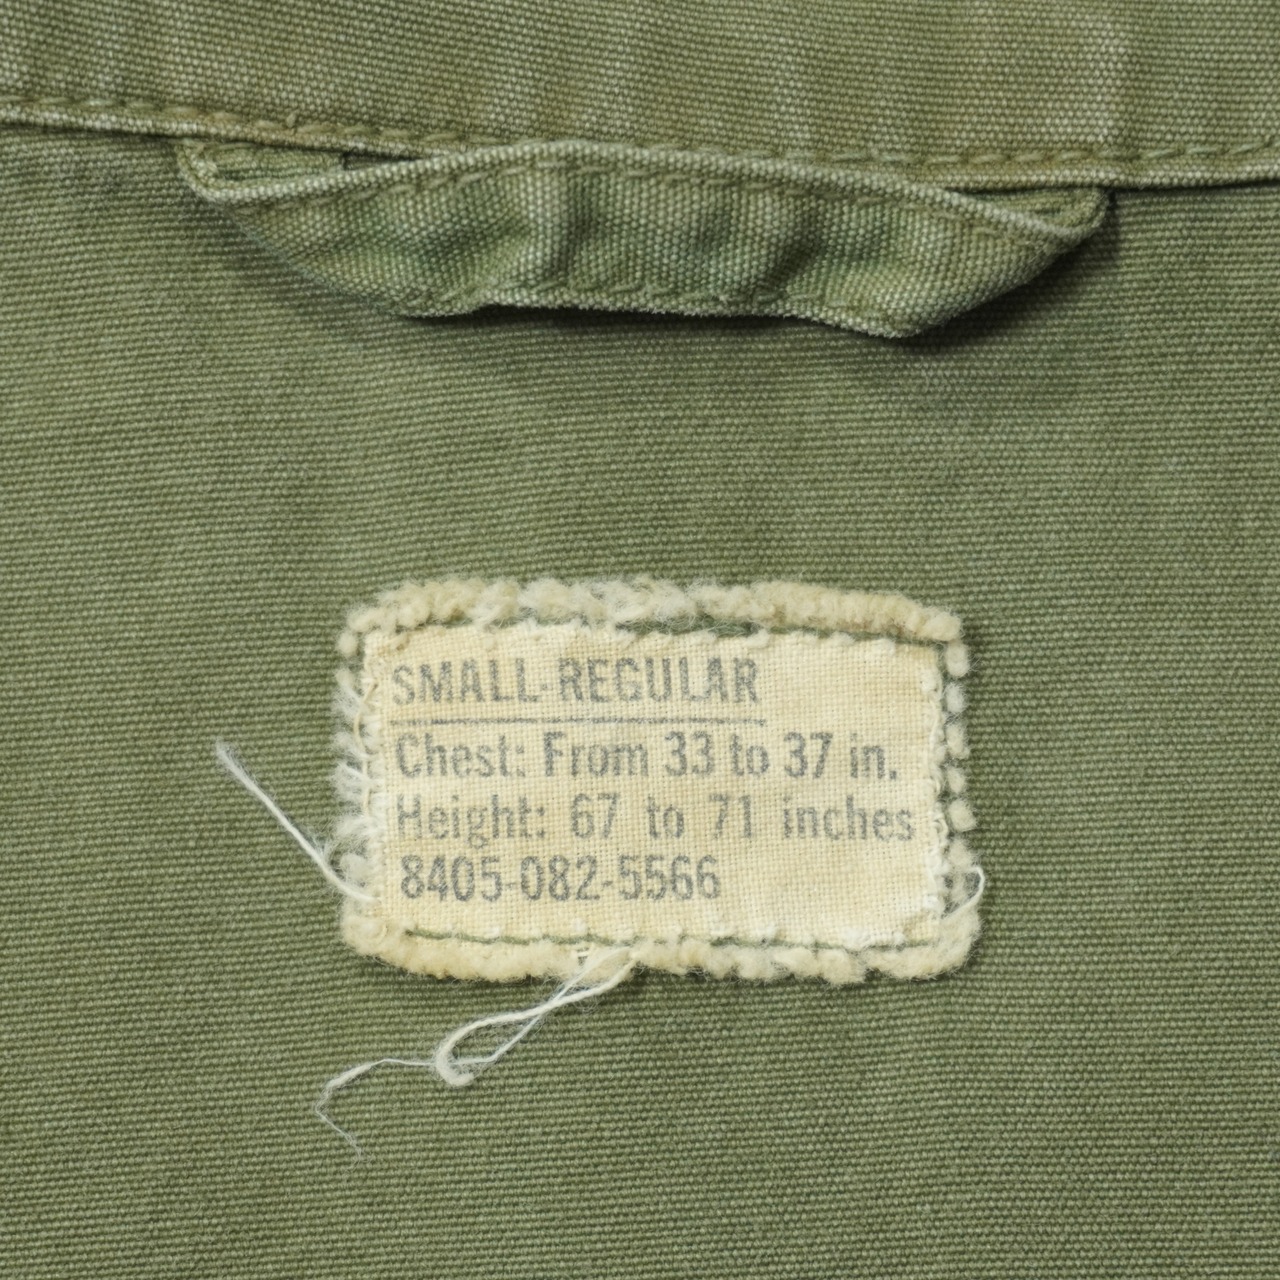 SMALL-REGULAR
Chest: From 33 to 37 in.
Height: 67 to 71 inches
8405-082-5566